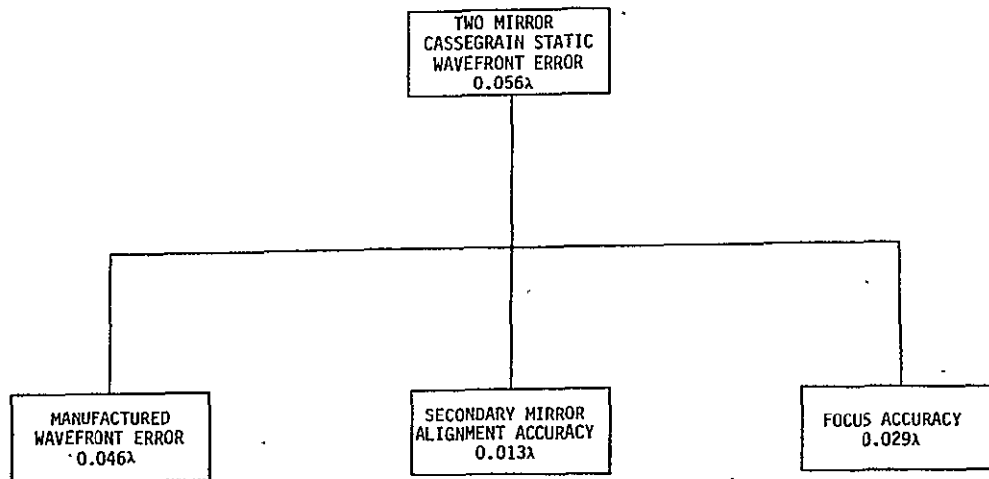 TWO MIRROR
CASSEGRAIN STATIC
WAVEFRONT ERROR
0.056λ
MANUFACTURED
WAVEFRONT ERROR
0.046λ
SECONDARY MIRROR
ALIGNMENT ACCURACY
0.013λ
FOCUS ACCURACY
0.029λ